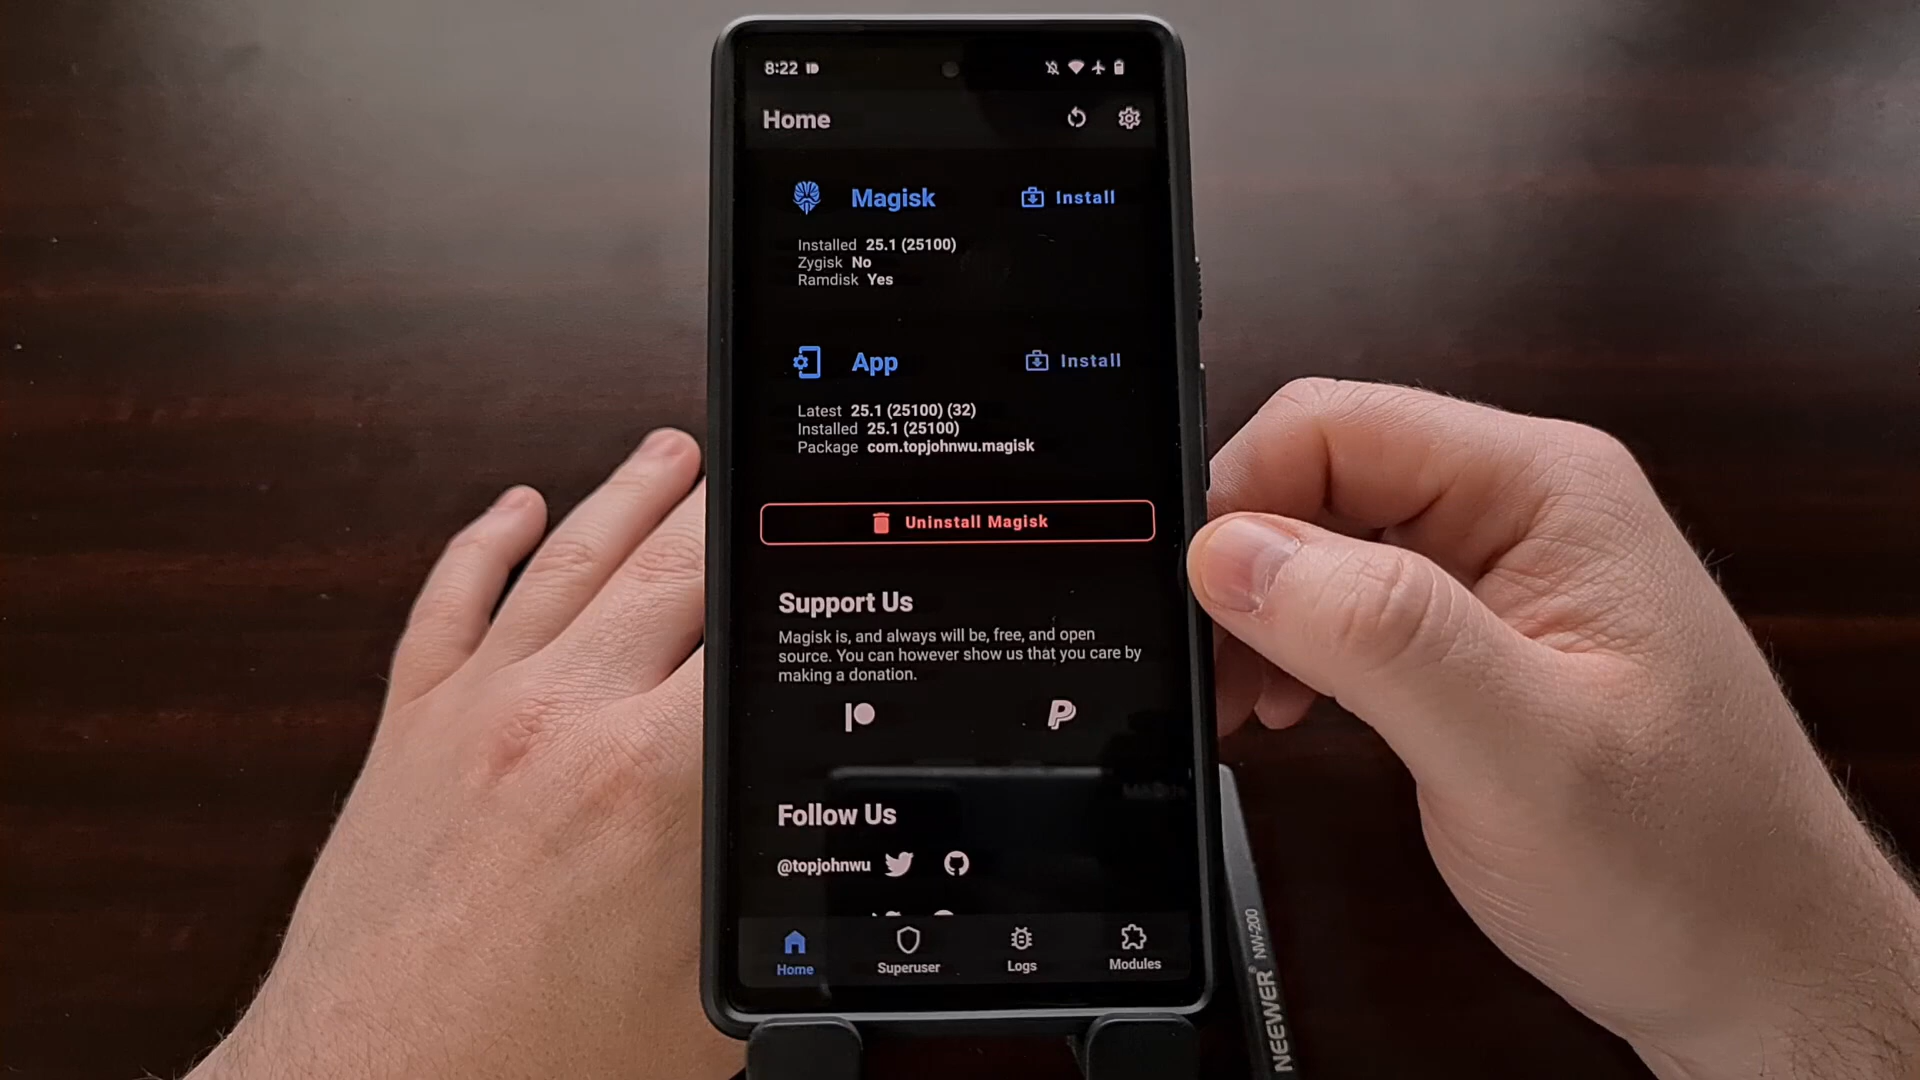 8:22
Home
Magisk
Install
Installed 25.1 (25100)
Zygisk No
Ramdisk Yes
App
Install
Latest 25.1 (25100) (32)
Installed 25.1 (25100)
Package com.topjohnwu.magisk
Uninstall Magisk
Support Us
Magisk is, and always will be, free, and open
source. You can however show us that you care by
making a donation.
Follow Us
@topjohnwu
Home
Superuser
Logs
Modules
NEEWER® NW-200